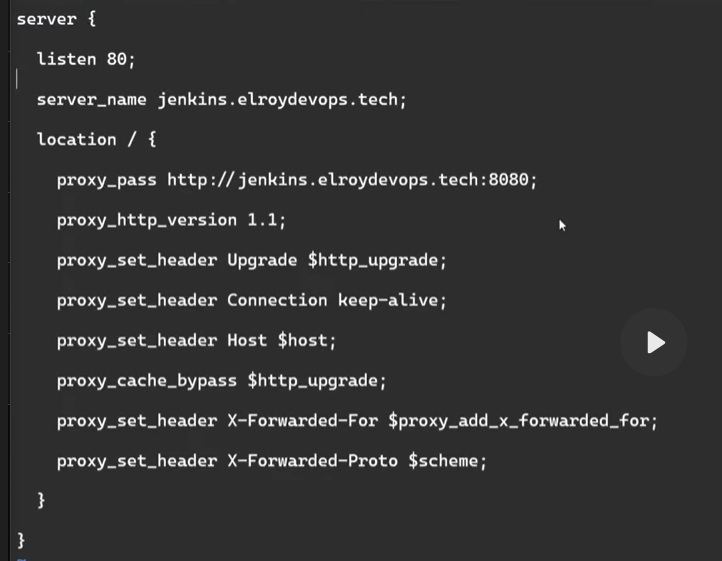 server {
listen 80;
server_name jenkins.elroydevops.tech;
location / {
proxy_pass http://jenkins.elroydevops.tech:8080;
proxy_http_version 1.1;
proxy_set_header Upgrade $http_upgrade;
proxy_set_header Connection keep-alive;
proxy_set_header Host $host;
proxy_cache_bypass $http_upgrade;
proxy_set_header X-Forwarded-For $proxy_add_x_forwarded_for;
proxy_set_header X-Forwarded-Proto $scheme;
}
}